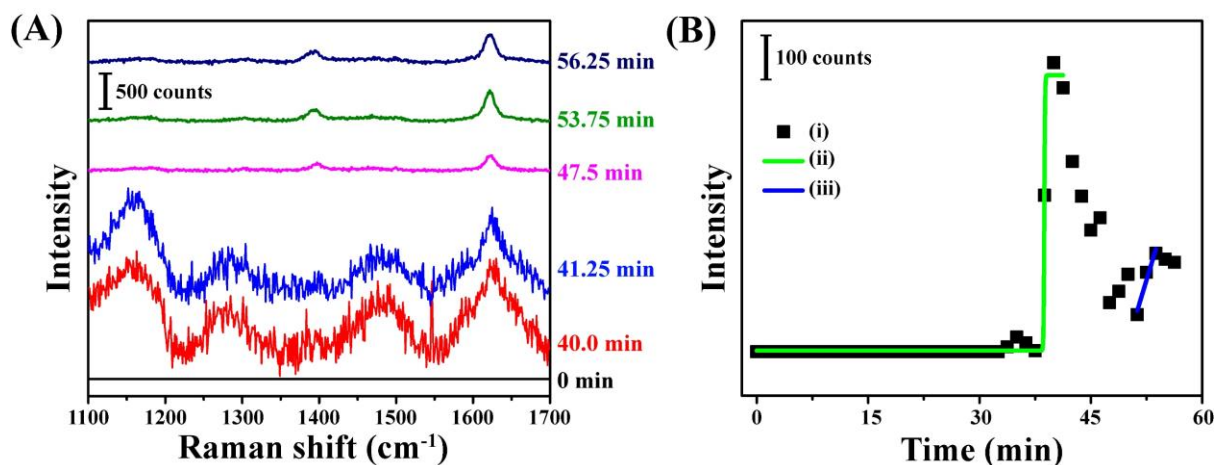 (A)
500 counts
56.25 min
53.75 min
47.5 min
41.25 min
40.0 min
0 min
Intensity
1100 1200 1300 1400 1500 1600 1700
Raman shift (cm⁻¹)
(B)
100 counts
(i)
(ii)
(iii)
Intensity
0 15 30 45 60
Time (min)